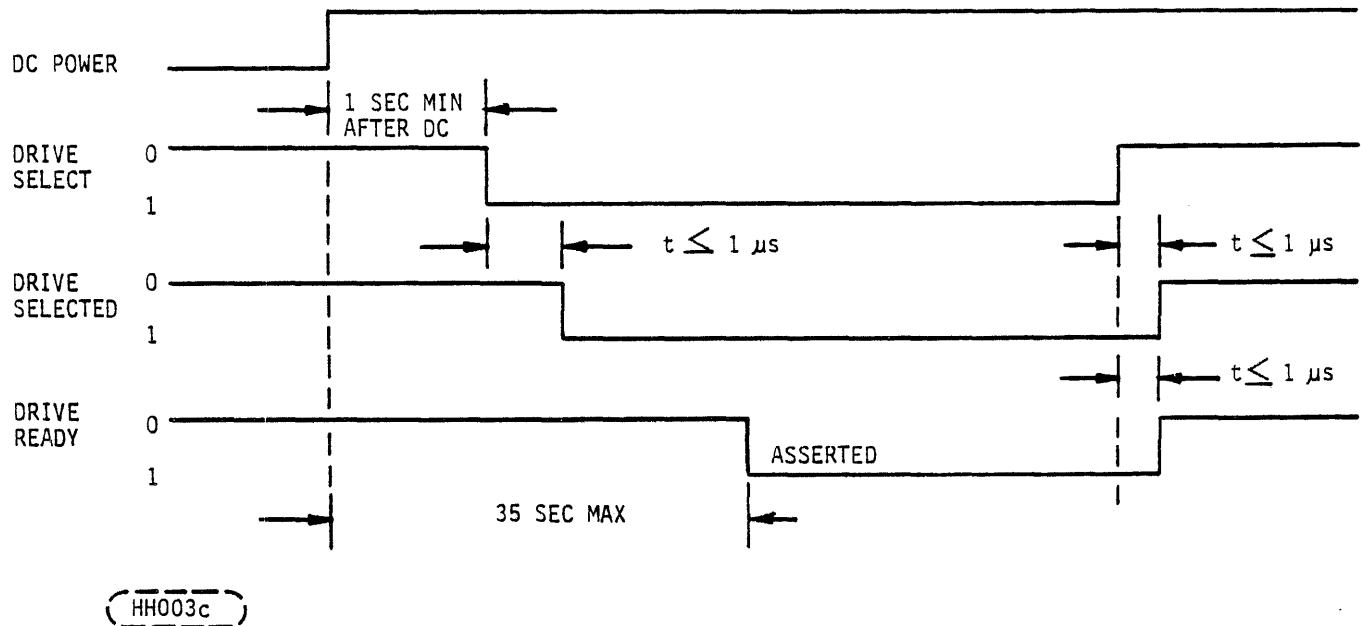 DC POWER
1 SEC MIN
AFTER DC
DRIVE
SELECT
0
1
t ≤ 1 µs
t ≤ 1 µs
DRIVE
SELECTED
0
1
t ≤ 1 µs
DRIVE
READY
0
1
ASSERTED
35 SEC MAX
HH003c